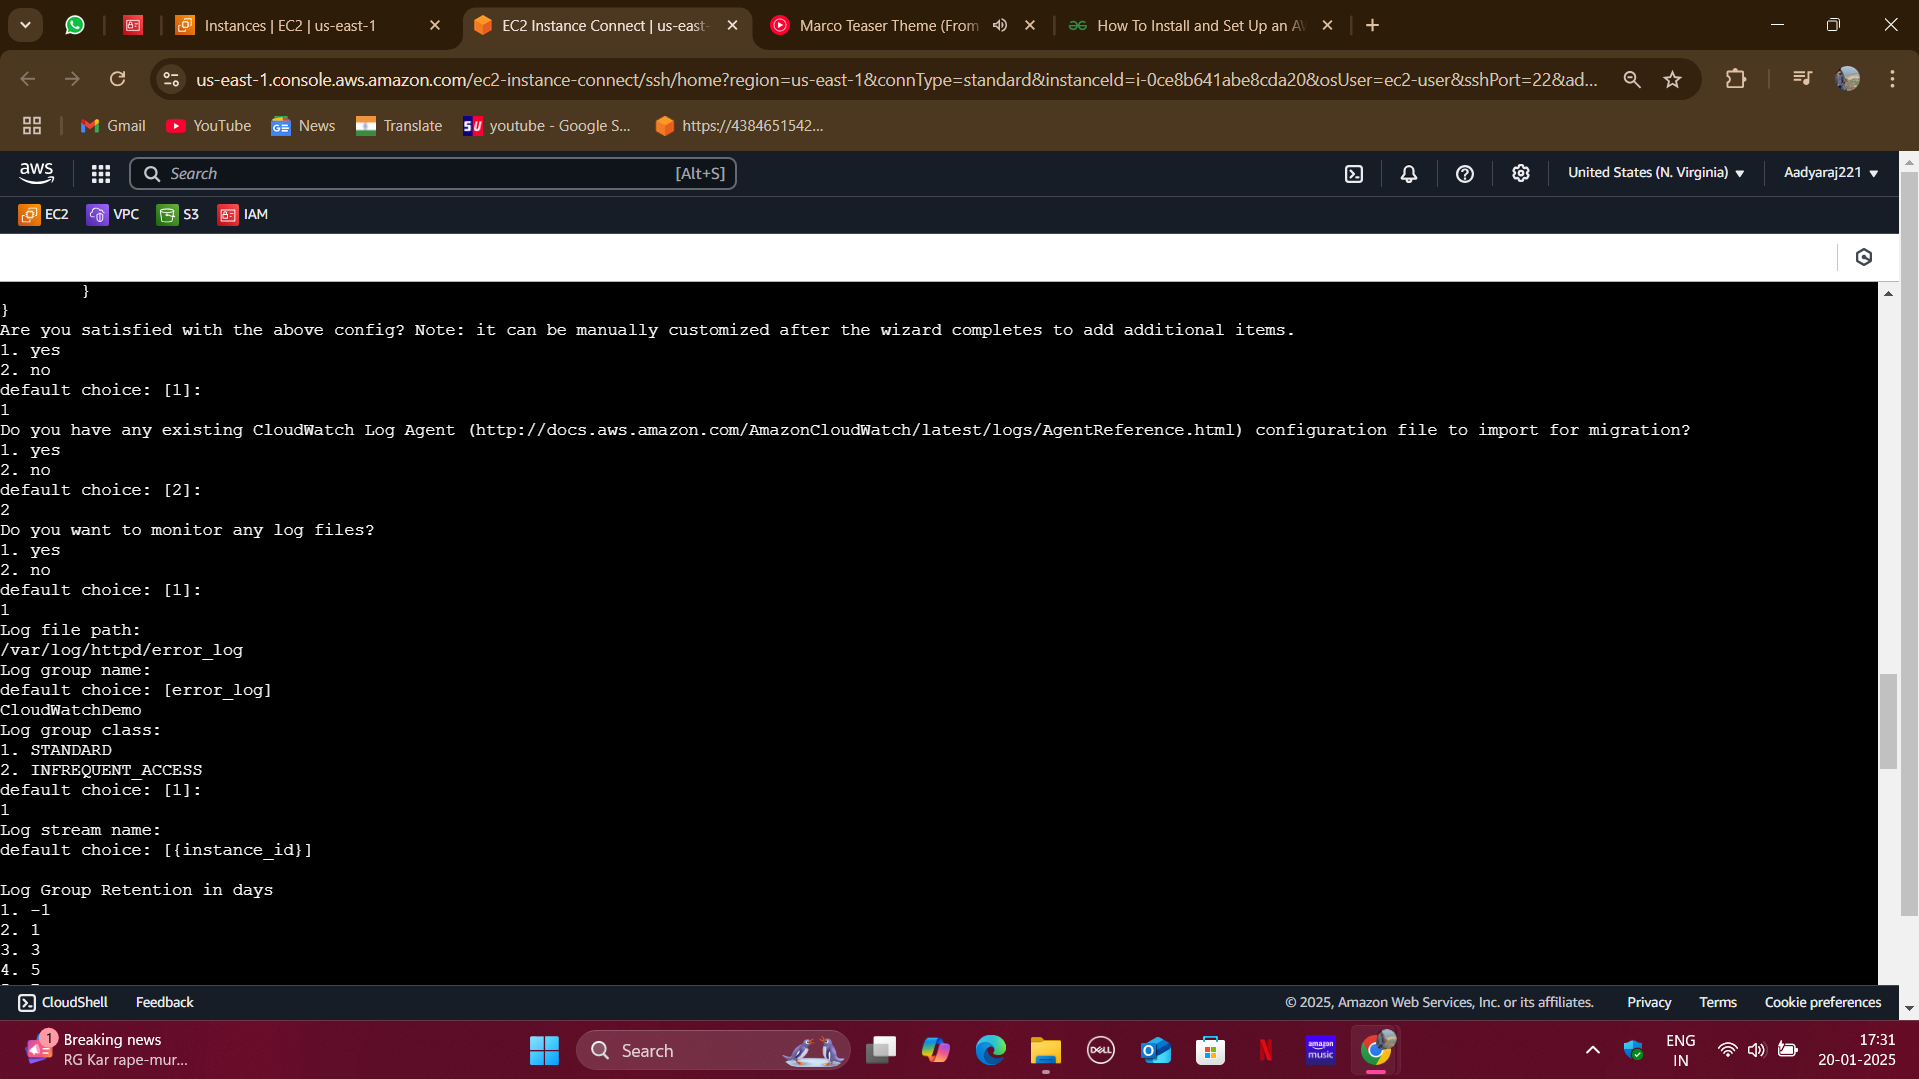 Instances | EC2 | us-east-1
EC2 Instance Connect | us-east-
Marco Teaser Theme (From
How To Install and Set Up an AW
us-east-1.console.aws.amazon.com/ec2-instance-connect/ssh/home?region=us-east-1&connType=standard&instanceId=i-0ce8b641abe8cda20&osUser=ec2-user&sshPort=22&ad...
Gmail
YouTube
News
Translate
SU
youtube - Google S...
https://4384651542...
aws
Search
[Alt+S]
United States (N. Virginia)
Aadyaraj221
EC2
VPC
S3
IAM
}
}
Are you satisfied with the above config? Note: it can be manually customized after the wizard completes to add additional items.
1. yes
2. no
default choice: [1]:
1
Do you have any existing CloudWatch Log Agent (http://docs.aws.amazon.com/AmazonCloudWatch/latest/logs/AgentReference.html) configuration file to import for migration?
1. yes
2. no
default choice: [2]:
2
Do you want to monitor any log files?
1. yes
2. no
default choice: [1]:
1
Log file path:
/var/log/httpd/error_log
Log group name:
default choice: [error_log]
CloudWatchDemo
Log group class:
1. STANDARD
2. INFREQUENT_ACCESS
default choice: [1]:
1
Log stream name:
default choice: [{instance_id}]
Log Group Retention in days
1. -1
2. 1
3. 3
4. 5
CloudShell
Feedback
© 2025, Amazon Web Services, Inc. or its affiliates.
Privacy
Terms
Cookie preferences
1
Breaking news
RG Kar rape-mur...
Search
DELL
N
amazon
music
ENG
IN
17:31
20-01-2025